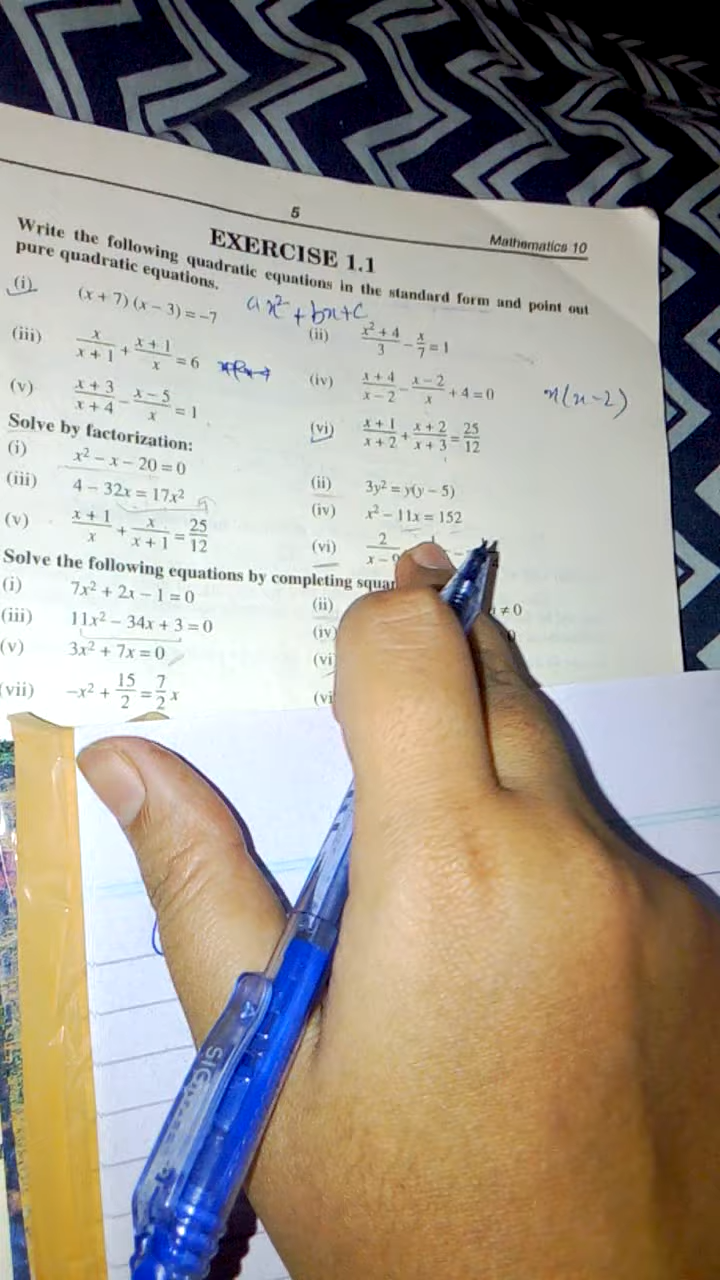 5
Mathematics 10
EXERCISE 1.1
Write the following quadratic equations in the standard form and point out
pure quadratic equations.
(i) (x + 7) (x – 3) = –7
ax² + bx + c
(ii) (x² + 4)/3 – x/7 = 1
(iii) x/(x + 1) + (x + 1)/x = 6
(iv) (x + 4)/(x – 2) – (x – 2)/x + 4 = 0
x(x-2)
(v) (x + 3)/(x + 4) – (x – 5)/x = 1
(vi) (x + 1)/(x + 2) + (x + 2)/(x + 3) = 25/12
Solve by factorization:
(i) x² – x – 20 = 0
(ii) 3y² = y(y – 5)
(iii) 4 – 32x = 17x²
(iv) x² – 11x = 152
(v) (x + 1)/x + x/(x + 1) = 25/12
(vi) 2/(x – 9
Solve the following equations by completing squar
(i) 7x² + 2x – 1 = 0
(ii) ≠ 0
(iii) 11x² – 34x + 3 = 0
(iv)
(v) 3x² + 7x = 0
(vi
(vii) –x² + 15/2 = 7/2 x
(vi